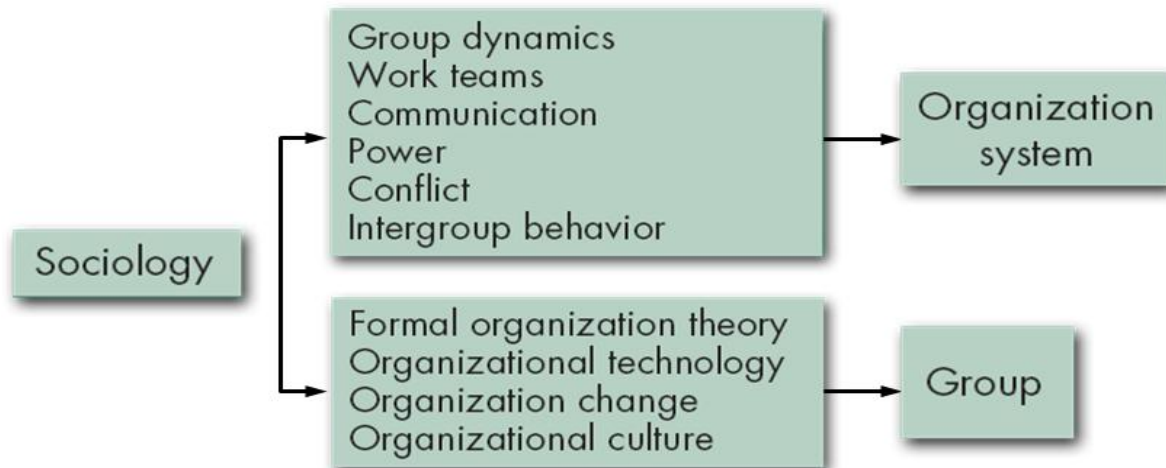 Sociology
Group dynamics
Work teams
Communication
Power
Conflict
Intergroup behavior
Organization
system
Formal organization theory
Organizational technology
Organization change
Organizational culture
Group